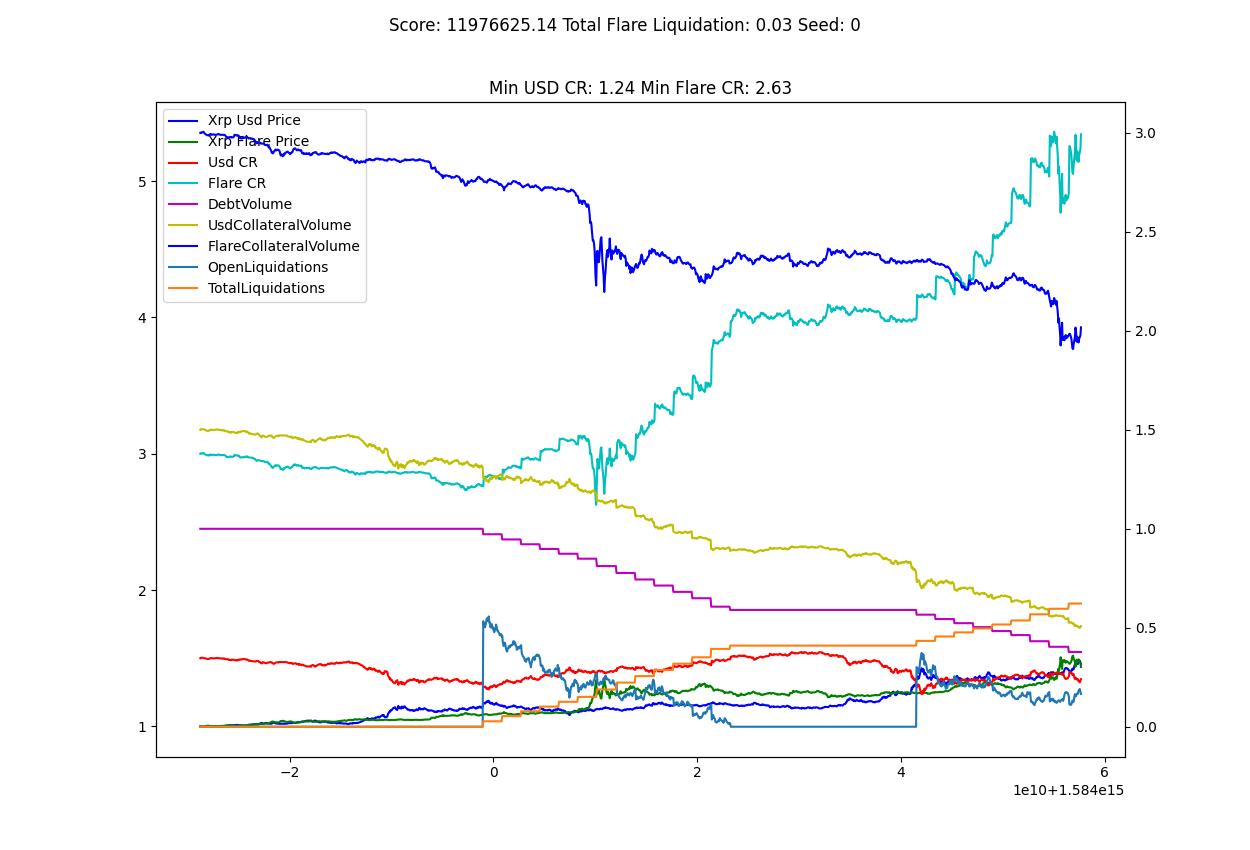 Score: 11976625.14 Total Flare Liquidation: 0.03 Seed: 0
Min USD CR: 1.24 Min Flare CR: 2.63
Xrp Usd Price
Xrp Flare Price
Usd CR
Flare CR
DebtVolume
UsdCollateralVolume
FlareCollateralVolume
OpenLiquidations
TotalLiquidations
5
4
3
2
1
3.0
2.5
2.0
1.5
1.0
0.5
0.0
−2 0 2 4 6
1e10+1.584e15